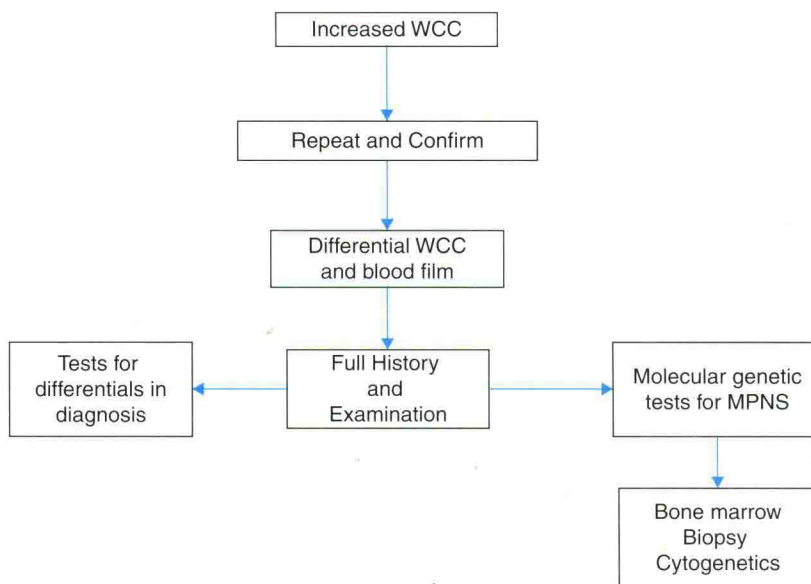 Increased WCC
Repeat and Confirm
Differential WCC
and blood film
Full History
and
Examination
Tests for
differentials in
diagnosis
Molecular genetic
tests for MPNS
Bone marrow
Biopsy
Cytogenetics